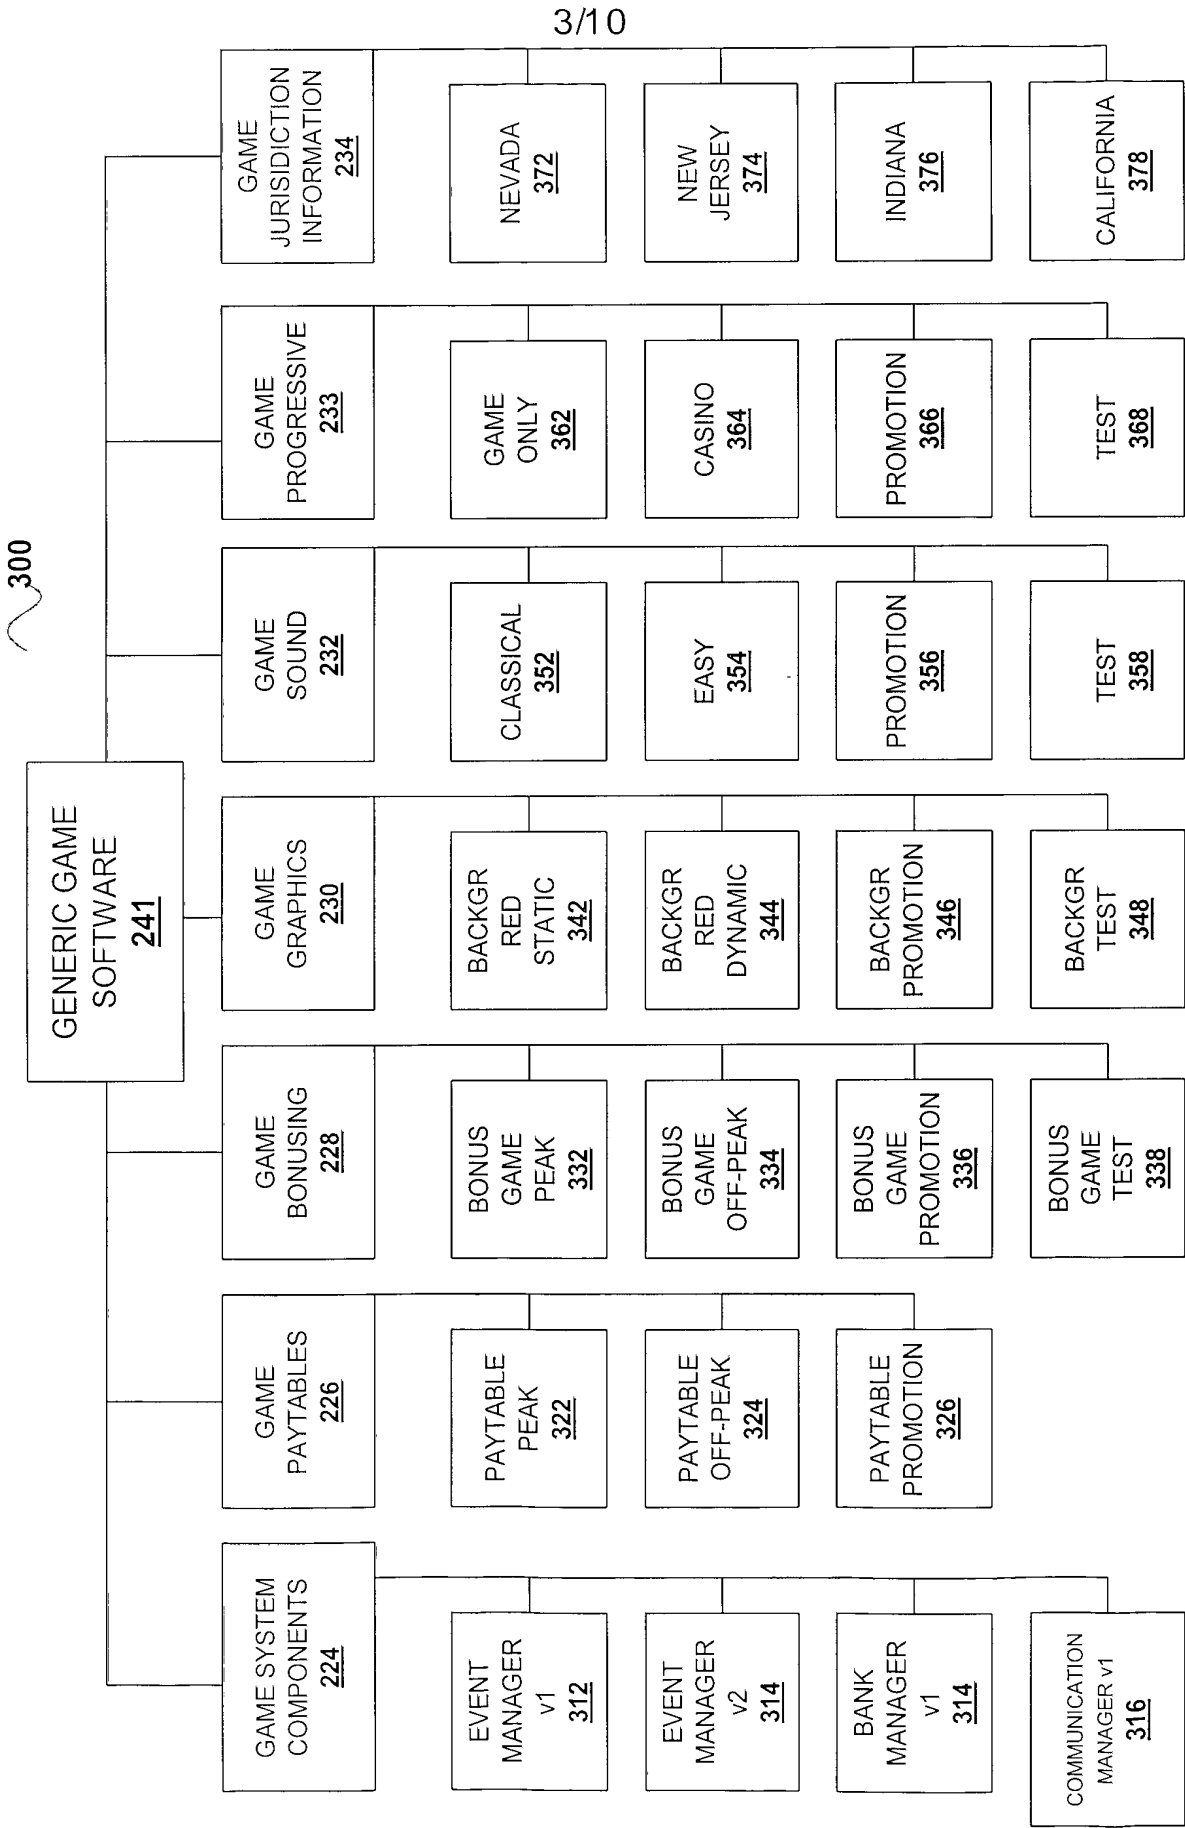 3/10
300
GENERIC GAME
SOFTWARE
241
GAME SYSTEM
COMPONENTS
224
EVENT
MANAGER
v1
312
EVENT
MANAGER
v2
314
BANK
MANAGER
v1
314
COMMUNICATION
MANAGER v1
316
GAME
PAYTABLES
226
PAYTABLE
PEAK
322
PAYTABLE
OFF-PEAK
324
PAYTABLE
PROMOTION
326
GAME
BONUSING
228
BONUS
GAME
PEAK
332
BONUS
GAME
OFF-PEAK
334
BONUS
GAME
PROMOTION
336
BONUS
GAME
TEST
338
GAME
GRAPHICS
230
BACKGR
RED
STATIC
342
BACKGR
RED
DYNAMIC
344
BACKGR
PROMOTION
346
BACKGR
TEST
348
GAME
SOUND
232
CLASSICAL
352
EASY
354
PROMOTION
356
TEST
358
GAME
PROGRESSIVE
233
GAME
ONLY
362
CASINO
364
PROMOTION
366
TEST
368
GAME
JURISIDICTION
INFORMATION
234
NEVADA
372
NEW
JERSEY
374
INDIANA
376
CALIFORNIA
378